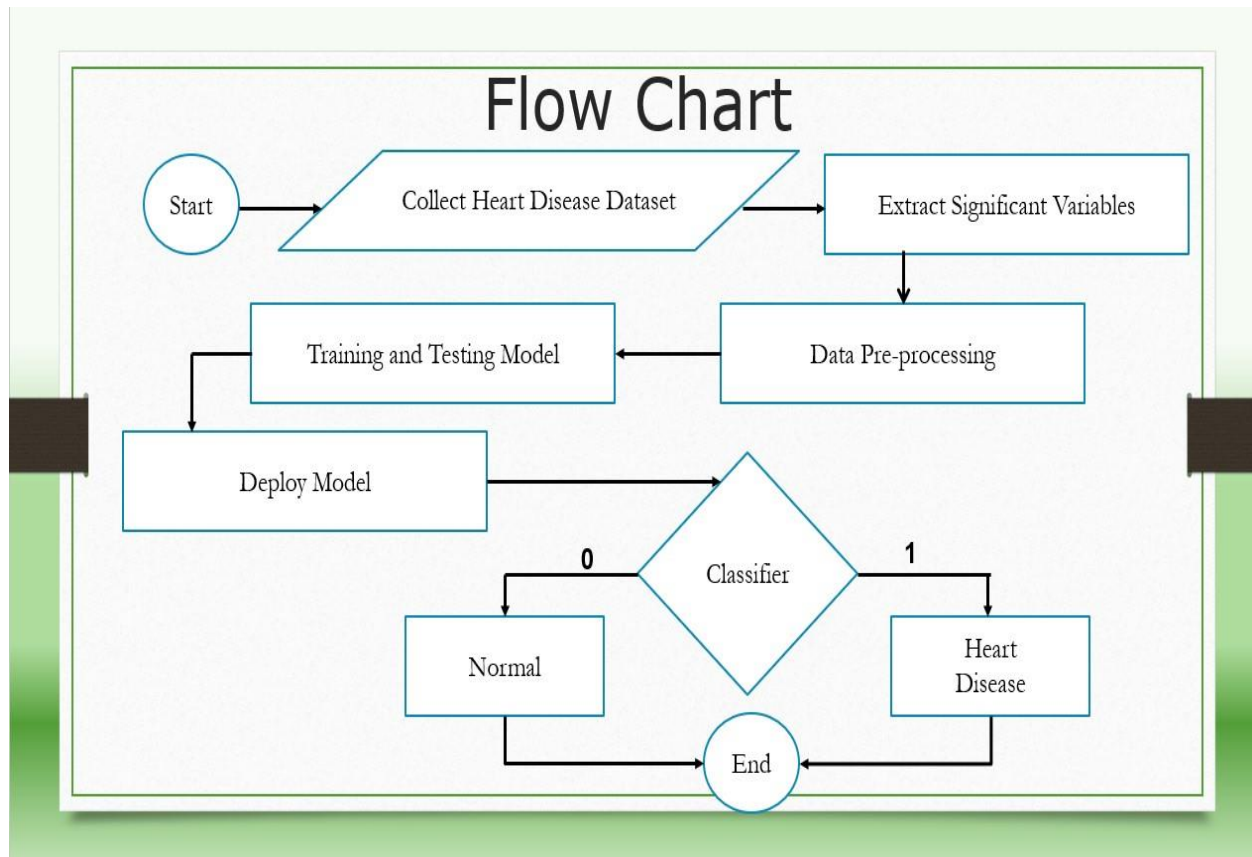 Flow Chart
Start
Collect Heart Disease Dataset
Extract Significant Variables
Data Pre-processing
Training and Testing Model
Deploy Model
Classifier
0
1
Normal
Heart
Disease
End